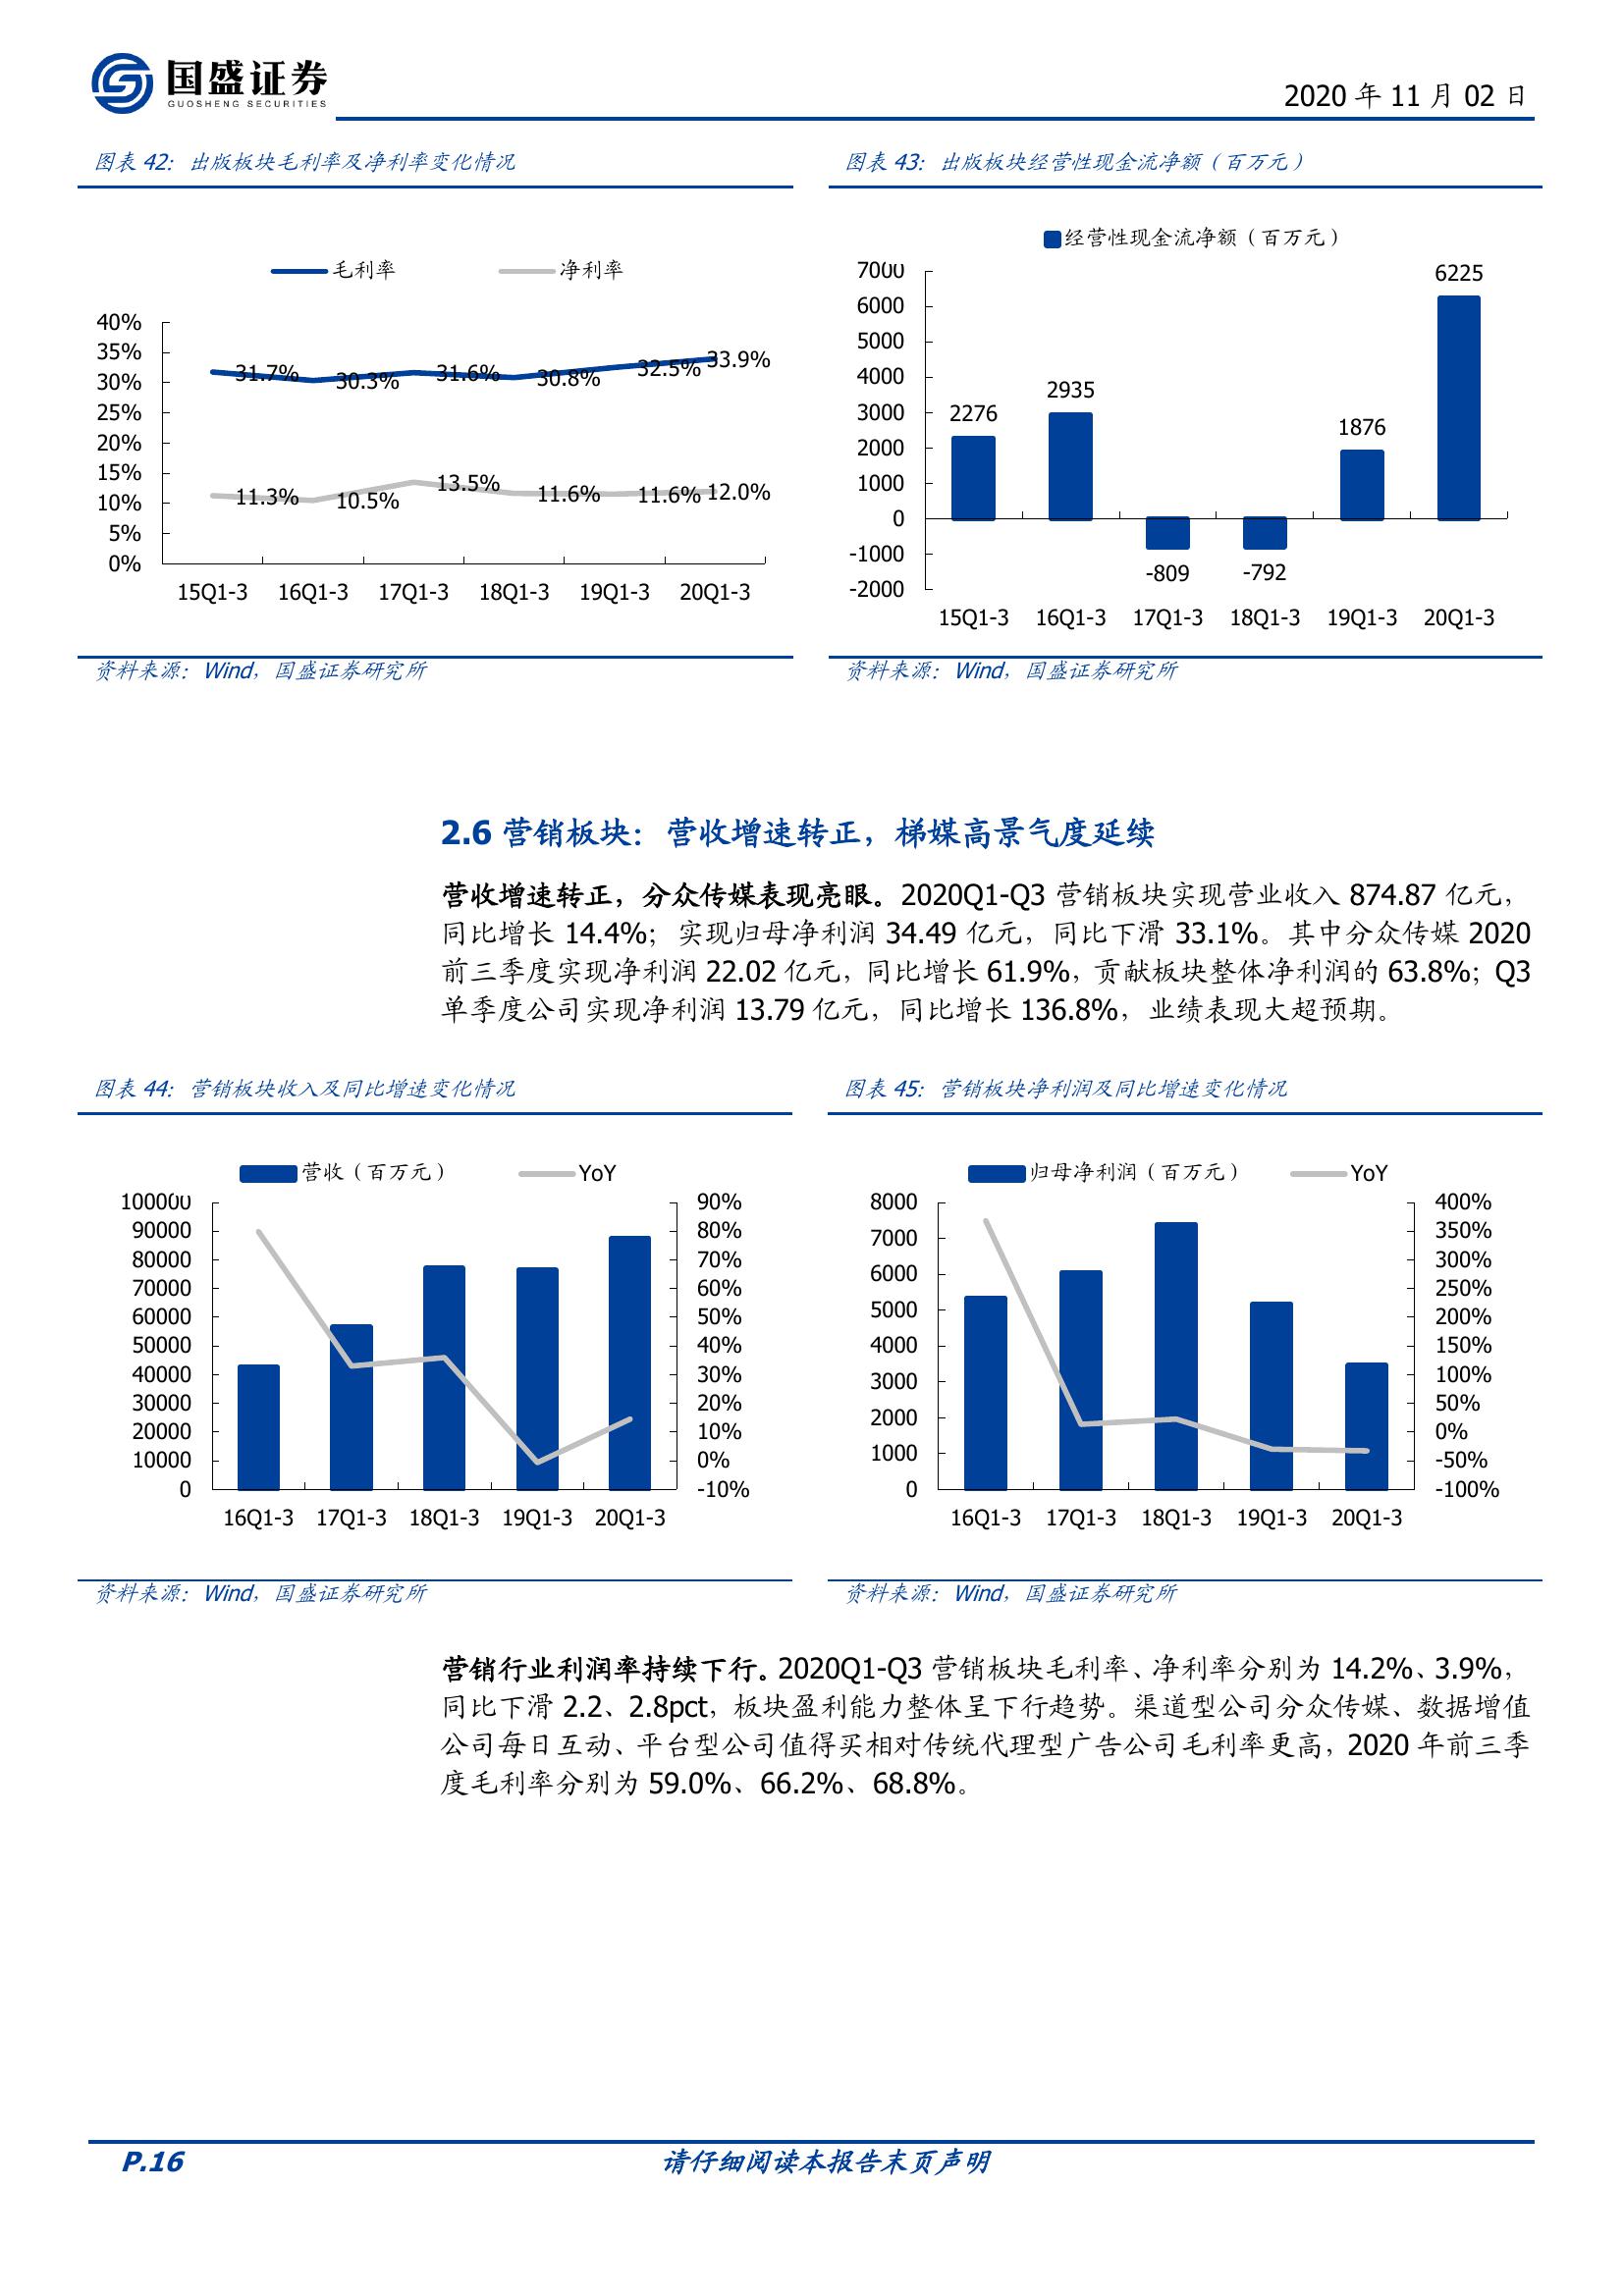 国盛证券
GUOSHENG SECURITIES
2020 年 11 月 02 日
图表 42：出版板块毛利率及净利率变化情况
毛利率 净利率
40%
35%
30%
25%
20%
15%
10%
5%
0%
31.7% 30.3% 31.6% 30.8% 32.5% 33.9%
11.3% 10.5% 13.5% 11.6% 11.6% 12.0%
15Q1-3 16Q1-3 17Q1-3 18Q1-3 19Q1-3 20Q1-3
资料来源：Wind，国盛证券研究所
图表 43：出版板块经营性现金流净额（百万元）
经营性现金流净额（百万元）
7000
6000
5000
4000
3000
2000
1000
0
-1000
-2000
2276 2935 -809 -792 1876 6225
15Q1-3 16Q1-3 17Q1-3 18Q1-3 19Q1-3 20Q1-3
资料来源：Wind，国盛证券研究所
2.6 营销板块：营收增速转正，梯媒高景气度延续
营收增速转正，分众传媒表现亮眼。2020Q1-Q3 营销板块实现营业收入 874.87 亿元，
同比增长 14.4%；实现归母净利润 34.49 亿元，同比下滑 33.1%。其中分众传媒 2020
前三季度实现净利润 22.02 亿元，同比增长 61.9%，贡献板块整体净利润的 63.8%；Q3
单季度公司实现净利润 13.79 亿元，同比增长 136.8%，业绩表现大超预期。
图表 44：营销板块收入及同比增速变化情况
营收（百万元） YoY
100000
90000
80000
70000
60000
50000
40000
30000
20000
10000
0
90%
80%
70%
60%
50%
40%
30%
20%
10%
0%
-10%
16Q1-3 17Q1-3 18Q1-3 19Q1-3 20Q1-3
资料来源：Wind，国盛证券研究所
图表 45：营销板块净利润及同比增速变化情况
归母净利润（百万元） YoY
8000
7000
6000
5000
4000
3000
2000
1000
0
400%
350%
300%
250%
200%
150%
100%
50%
0%
-50%
-100%
16Q1-3 17Q1-3 18Q1-3 19Q1-3 20Q1-3
资料来源：Wind，国盛证券研究所
营销行业利润率持续下行。2020Q1-Q3 营销板块毛利率、净利率分别为 14.2%、3.9%，
同比下滑 2.2、2.8pct，板块盈利能力整体呈下行趋势。渠道型公司分众传媒、数据增值
公司每日互动、平台型公司值得买相对传统代理型广告公司毛利率更高，2020 年前三季
度毛利率分别为 59.0%、66.2%、68.8%。
P.16
请仔细阅读本报告末页声明